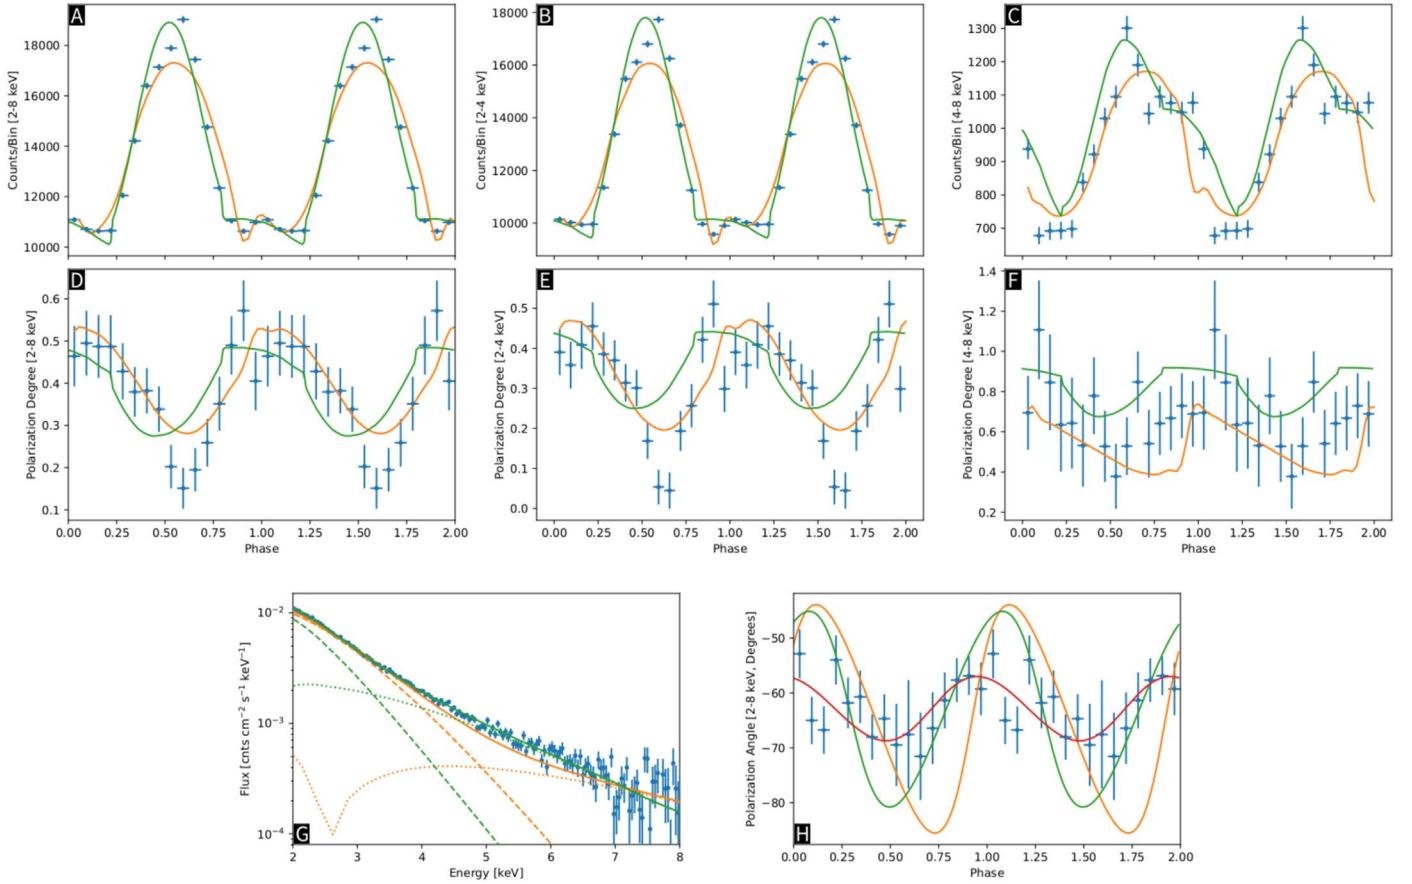 A
Counts/Bin [2-8 keV]
18000
16000
14000
12000
10000
B
Counts/Bin [2-4 keV]
18000
16000
14000
12000
10000
C
Counts/Bin [4-8 keV]
1300
1200
1100
1000
900
800
700
D
Polarization Degree [2-8 keV]
0.6
0.5
0.4
0.3
0.2
0.1
0.00 0.25 0.50 0.75 1.00 1.25 1.50 1.75 2.00
Phase
E
Polarization Degree [2-4 keV]
0.5
0.4
0.3
0.2
0.1
0.0
0.00 0.25 0.50 0.75 1.00 1.25 1.50 1.75 2.00
Phase
F
Polarization Degree [4-8 keV]
1.4
1.2
1.0
0.8
0.6
0.4
0.2
0.00 0.25 0.50 0.75 1.00 1.25 1.50 1.75 2.00
Phase
G
Flux [cnts cm⁻² s⁻¹ keV⁻¹]
10⁻²
10⁻³
10⁻⁴
2 3 4 5 6 7 8
Energy [keV]
H
Polarization Angle [2-8 keV, Degrees]
−50
−60
−70
−80
0.00 0.25 0.50 0.75 1.00 1.25 1.50 1.75 2.00
Phase